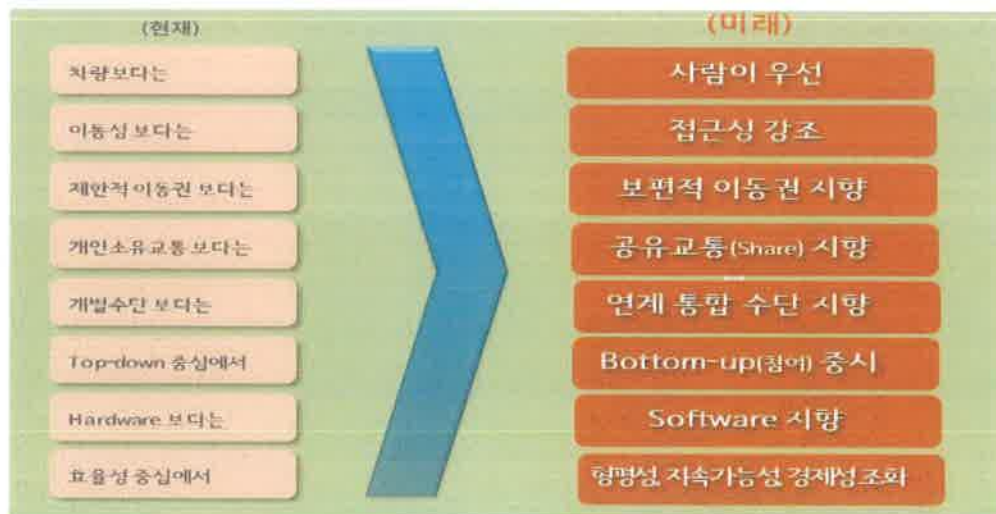 (현재)
(미래)
차량보다는
사람이 우선
이동성 보다는
접근성 강조
제한적 이동권 보다는
보편적 이동권 지향
개인소유교통 보다는
공유교통(Share) 지향
개별수단 보다는
연계 통합 수단 지향
Top-down 중심에서
Bottom-up(참여) 중시
Hardware 보다는
Software 지향
효율성 중심에서
형평성, 지속가능성, 경제성 조화